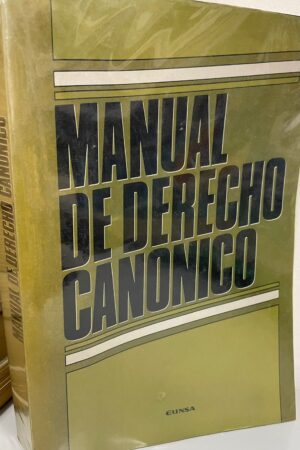 MANUAL
DE DERECHO
CANONICO
EUNSA
MANUAL DE DERECHO CANONICO